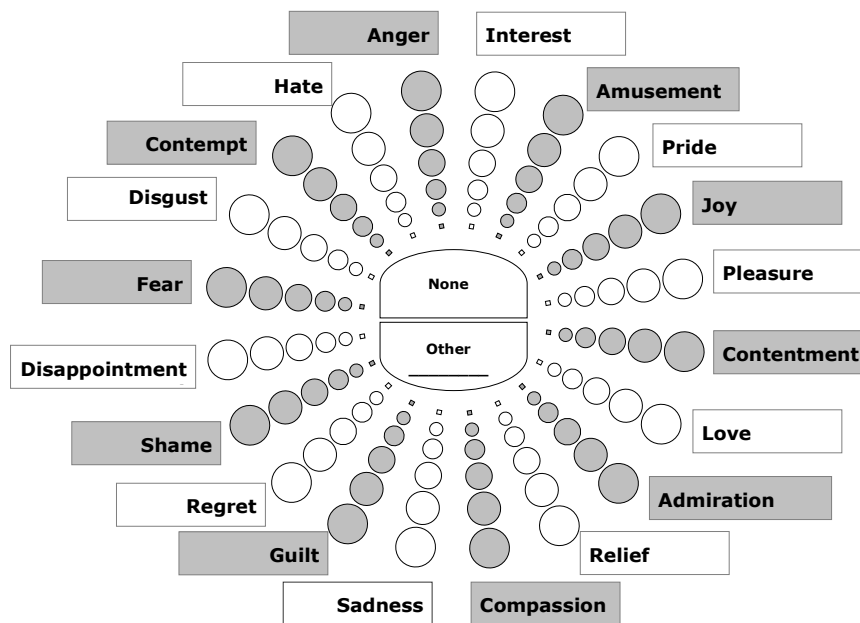 Anger
Interest
Hate
Amusement
Contempt
Pride
Disgust
Joy
Fear
Pleasure
None
Other
Disappointment
Contentment
Shame
Love
Regret
Admiration
Guilt
Relief
Sadness
Compassion